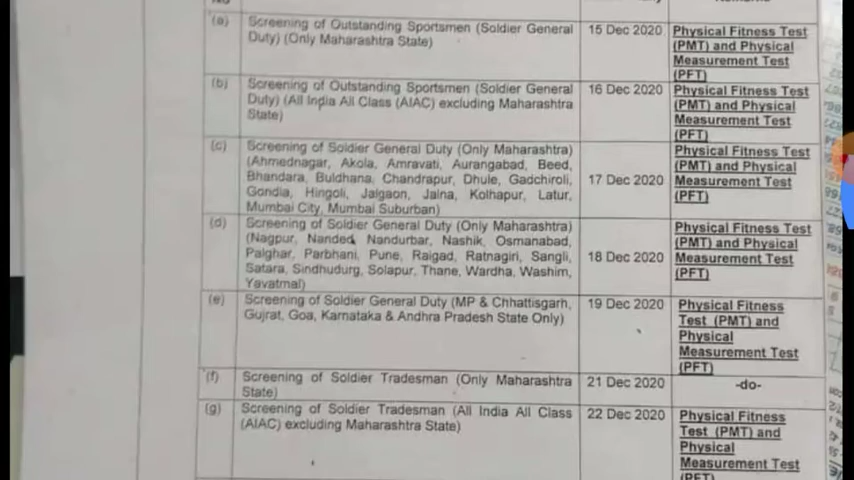 No
(a) Screening of Outstanding Sportsmen (Soldier General 15 Dec 2020 Physical Fitness Test
Duty) (Only Maharashtra State) (PMT) and Physical
Measurement Test
(PFT)
(b) Screening of Outstanding Sportsmen (Soldier General 16 Dec 2020 Physical Fitness Test
Duty) (All India All Class (AIAC) excluding Maharashtra (PMT) and Physical
State) Measurement Test
(PFT)
(c) Screening of Soldier General Duty (Only Maharashtra) Physical Fitness Test
(Ahmednagar, Akola, Amravati, Aurangabad, Beed, (PMT) and Physical
Bhandara, Buldhana, Chandrapur, Dhule, Gadchiroli, 17 Dec 2020 Measurement Test
Gondia, Hingoli, Jalgaon, Jalna, Kolhapur, Latur, (PFT)
Mumbai City, Mumbai Suburban)
(d) Screening of Soldier General Duty (Only Maharashtra) Physical Fitness Test
(Nagpur, Nanded, Nandurbar, Nashik, Osmanabad, (PMT) and Physical
Palghar, Parbhani, Pune, Raigad, Ratnagiri, Sangli, 18 Dec 2020 Measurement Test
Satara, Sindhudurg, Solapur, Thane, Wardha, Washim, (PFT)
Yavatmal)
(e) Screening of Soldier General Duty (MP & Chhattisgarh, 19 Dec 2020 Physical Fitness
Gujrat, Goa, Karnataka & Andhra Pradesh State Only) Test (PMT) and
Physical
Measurement Test
(PFT)
(f) Screening of Soldier Tradesman (Only Maharashtra 21 Dec 2020 -do-
State)
(g) Screening of Soldier Tradesman (All India All Class 22 Dec 2020 Physical Fitness
(AIAC) excluding Maharashtra State) Test (PMT) and
Physical
Measurement Test
(PFT)